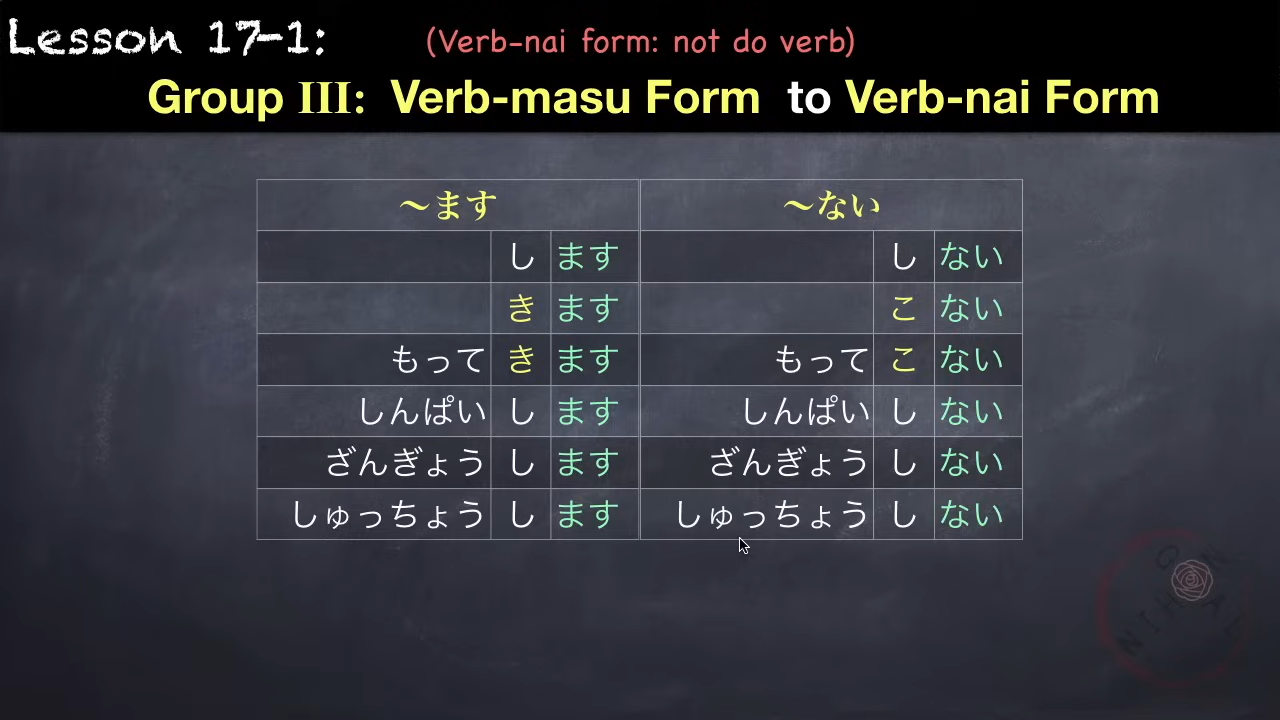 Lesson 17-1:
(Verb-nai form: not do verb)
Group III: Verb-masu Form to Verb-nai Form
〜ます 〜ない
し ます し ない
き ます こ ない
もって き ます もって こ ない
しんぱい し ます しんぱい し ない
ざんぎょう し ます ざんぎょう し ない
しゅっちょう し ます しゅっちょう し ない